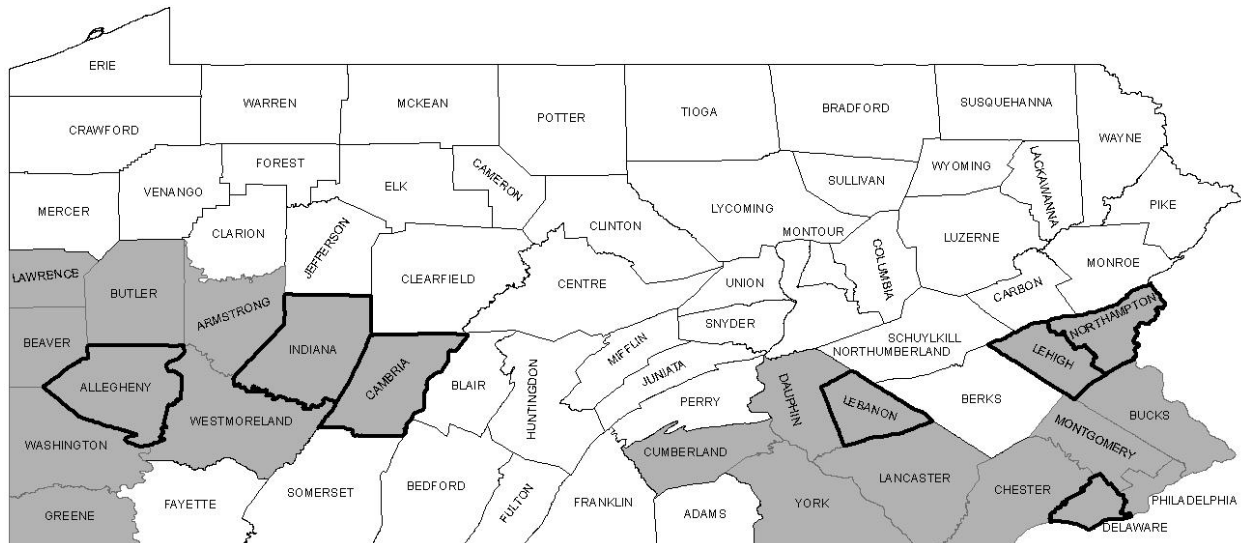 ERIE
WARREN
MCKEAN
POTTER
TIOGA
BRADFORD
SUSQUEHANNA
WAYNE
CRAWFORD
FOREST
ELK
CAMERON
SULLIVAN
WYOMING
LACKAWANNA
PIKE
MERCER
VENANGO
CLARION
JEFFERSON
CLEARFIELD
CLINTON
LYCOMING
MONTOUR
COLUMBIA
LUZERNE
MONROE
LAWRENCE
BUTLER
ARMSTRONG
CENTRE
UNION
CARBON
BEAVER
INDIANA
SNYDER
SCHUYLKILL
NORTHUMBERLAND
NORTHAMPTON
LEHIGH
ALLEGHENY
CAMBRIA
BLAIR
HUNTINGDON
MIFFLIN
JUNIATA
PERRY
DAUPHIN
LEBANON
BERKS
BUCKS
WASHINGTON
WESTMORELAND
CUMBERLAND
LANCASTER
MONTGOMERY
GREENE
FAYETTE
SOMERSET
BEDFORD
FULTON
FRANKLIN
ADAMS
YORK
CHESTER
PHILADELPHIA
DELAWARE